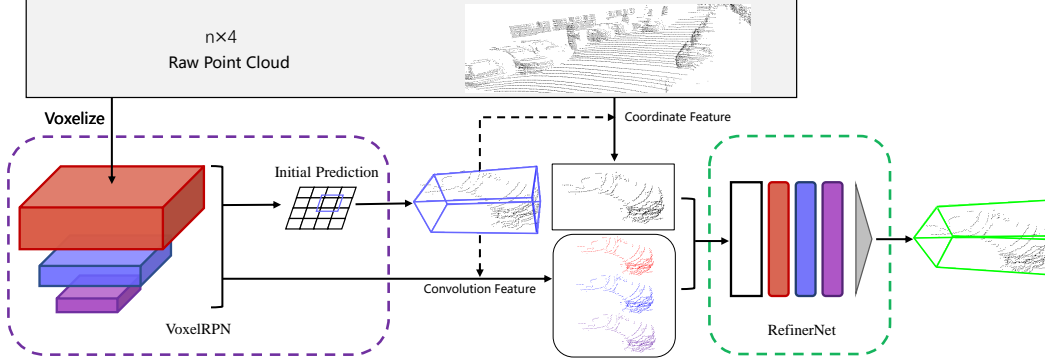 n×4
Raw Point Cloud
Voxelize
Coordinate Feature
Initial Prediction
Convolution Feature
VoxelRPN
RefinerNet